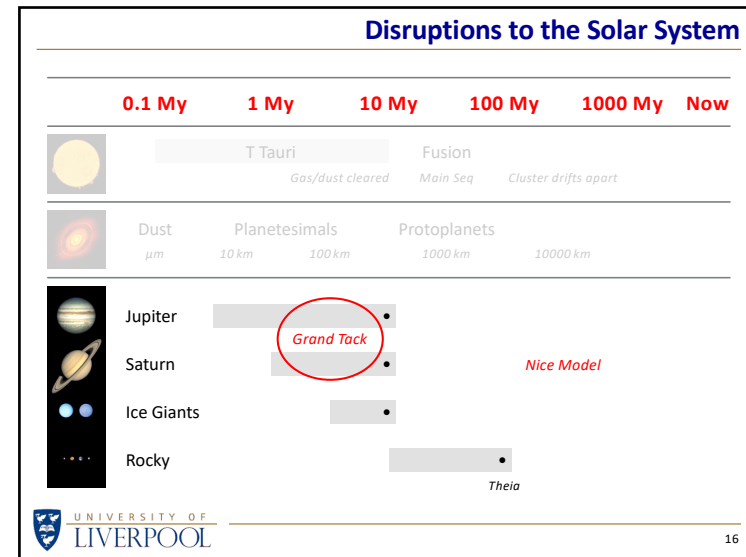 Disruptions to the Solar System
0.1 My 1 My 10 My 100 My 1000 My Now
T Tauri Fusion
Gas/dust cleared Main Seq Cluster drifts apart
Dust Planetesimals Protoplanets
μm 10 km 100 km 1000 km 10000 km
Jupiter
Grand Tack
Saturn Nice Model
Ice Giants
Rocky
Theia
UNIVERSITY OF
LIVERPOOL
16